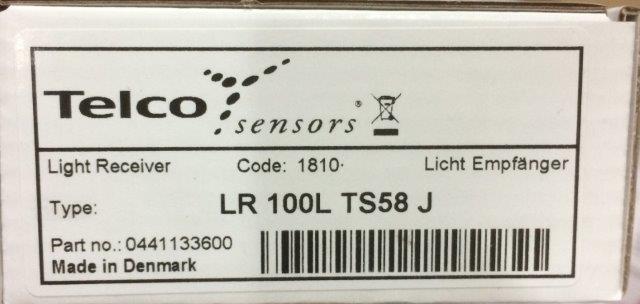 Telco
sensors ®
Light Receiver Code: 1810· Licht Empfänger
Type: LR 100L TS58 J
Part no.: 0441133600
Made in Denmark